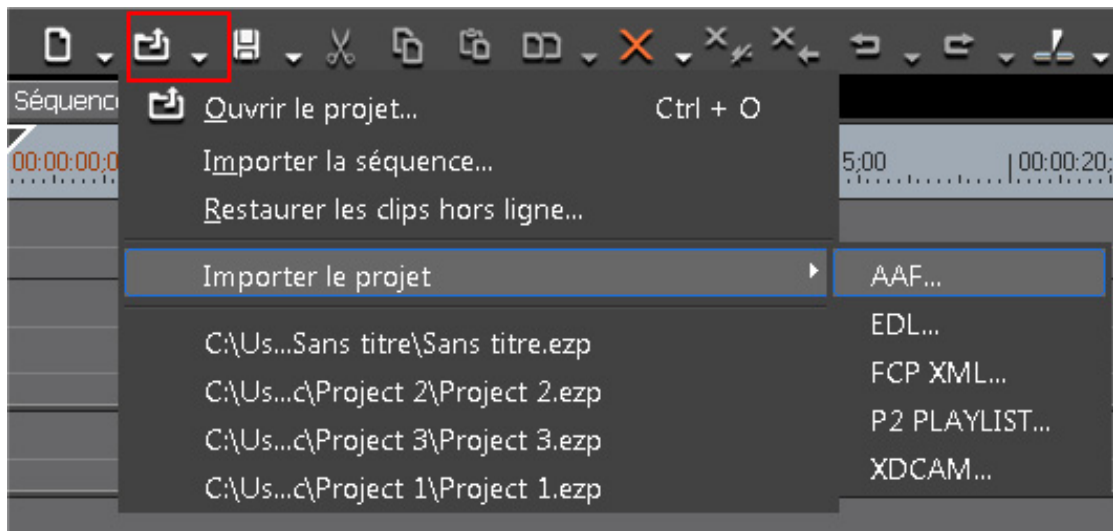 Séquenc
Ouvrir le projet... Ctrl + O
00:00:00;0
Importer la séquence...
5;00
00:00:20;
Restaurer les clips hors ligne...
Importer le projet
AAF...
EDL...
C:\Us...Sans titre\Sans titre.ezp
FCP XML...
C:\Us...c\Project 2\Project 2.ezp
P2 PLAYLIST...
C:\Us...c\Project 3\Project 3.ezp
XDCAM...
C:\Us...c\Project 1\Project 1.ezp